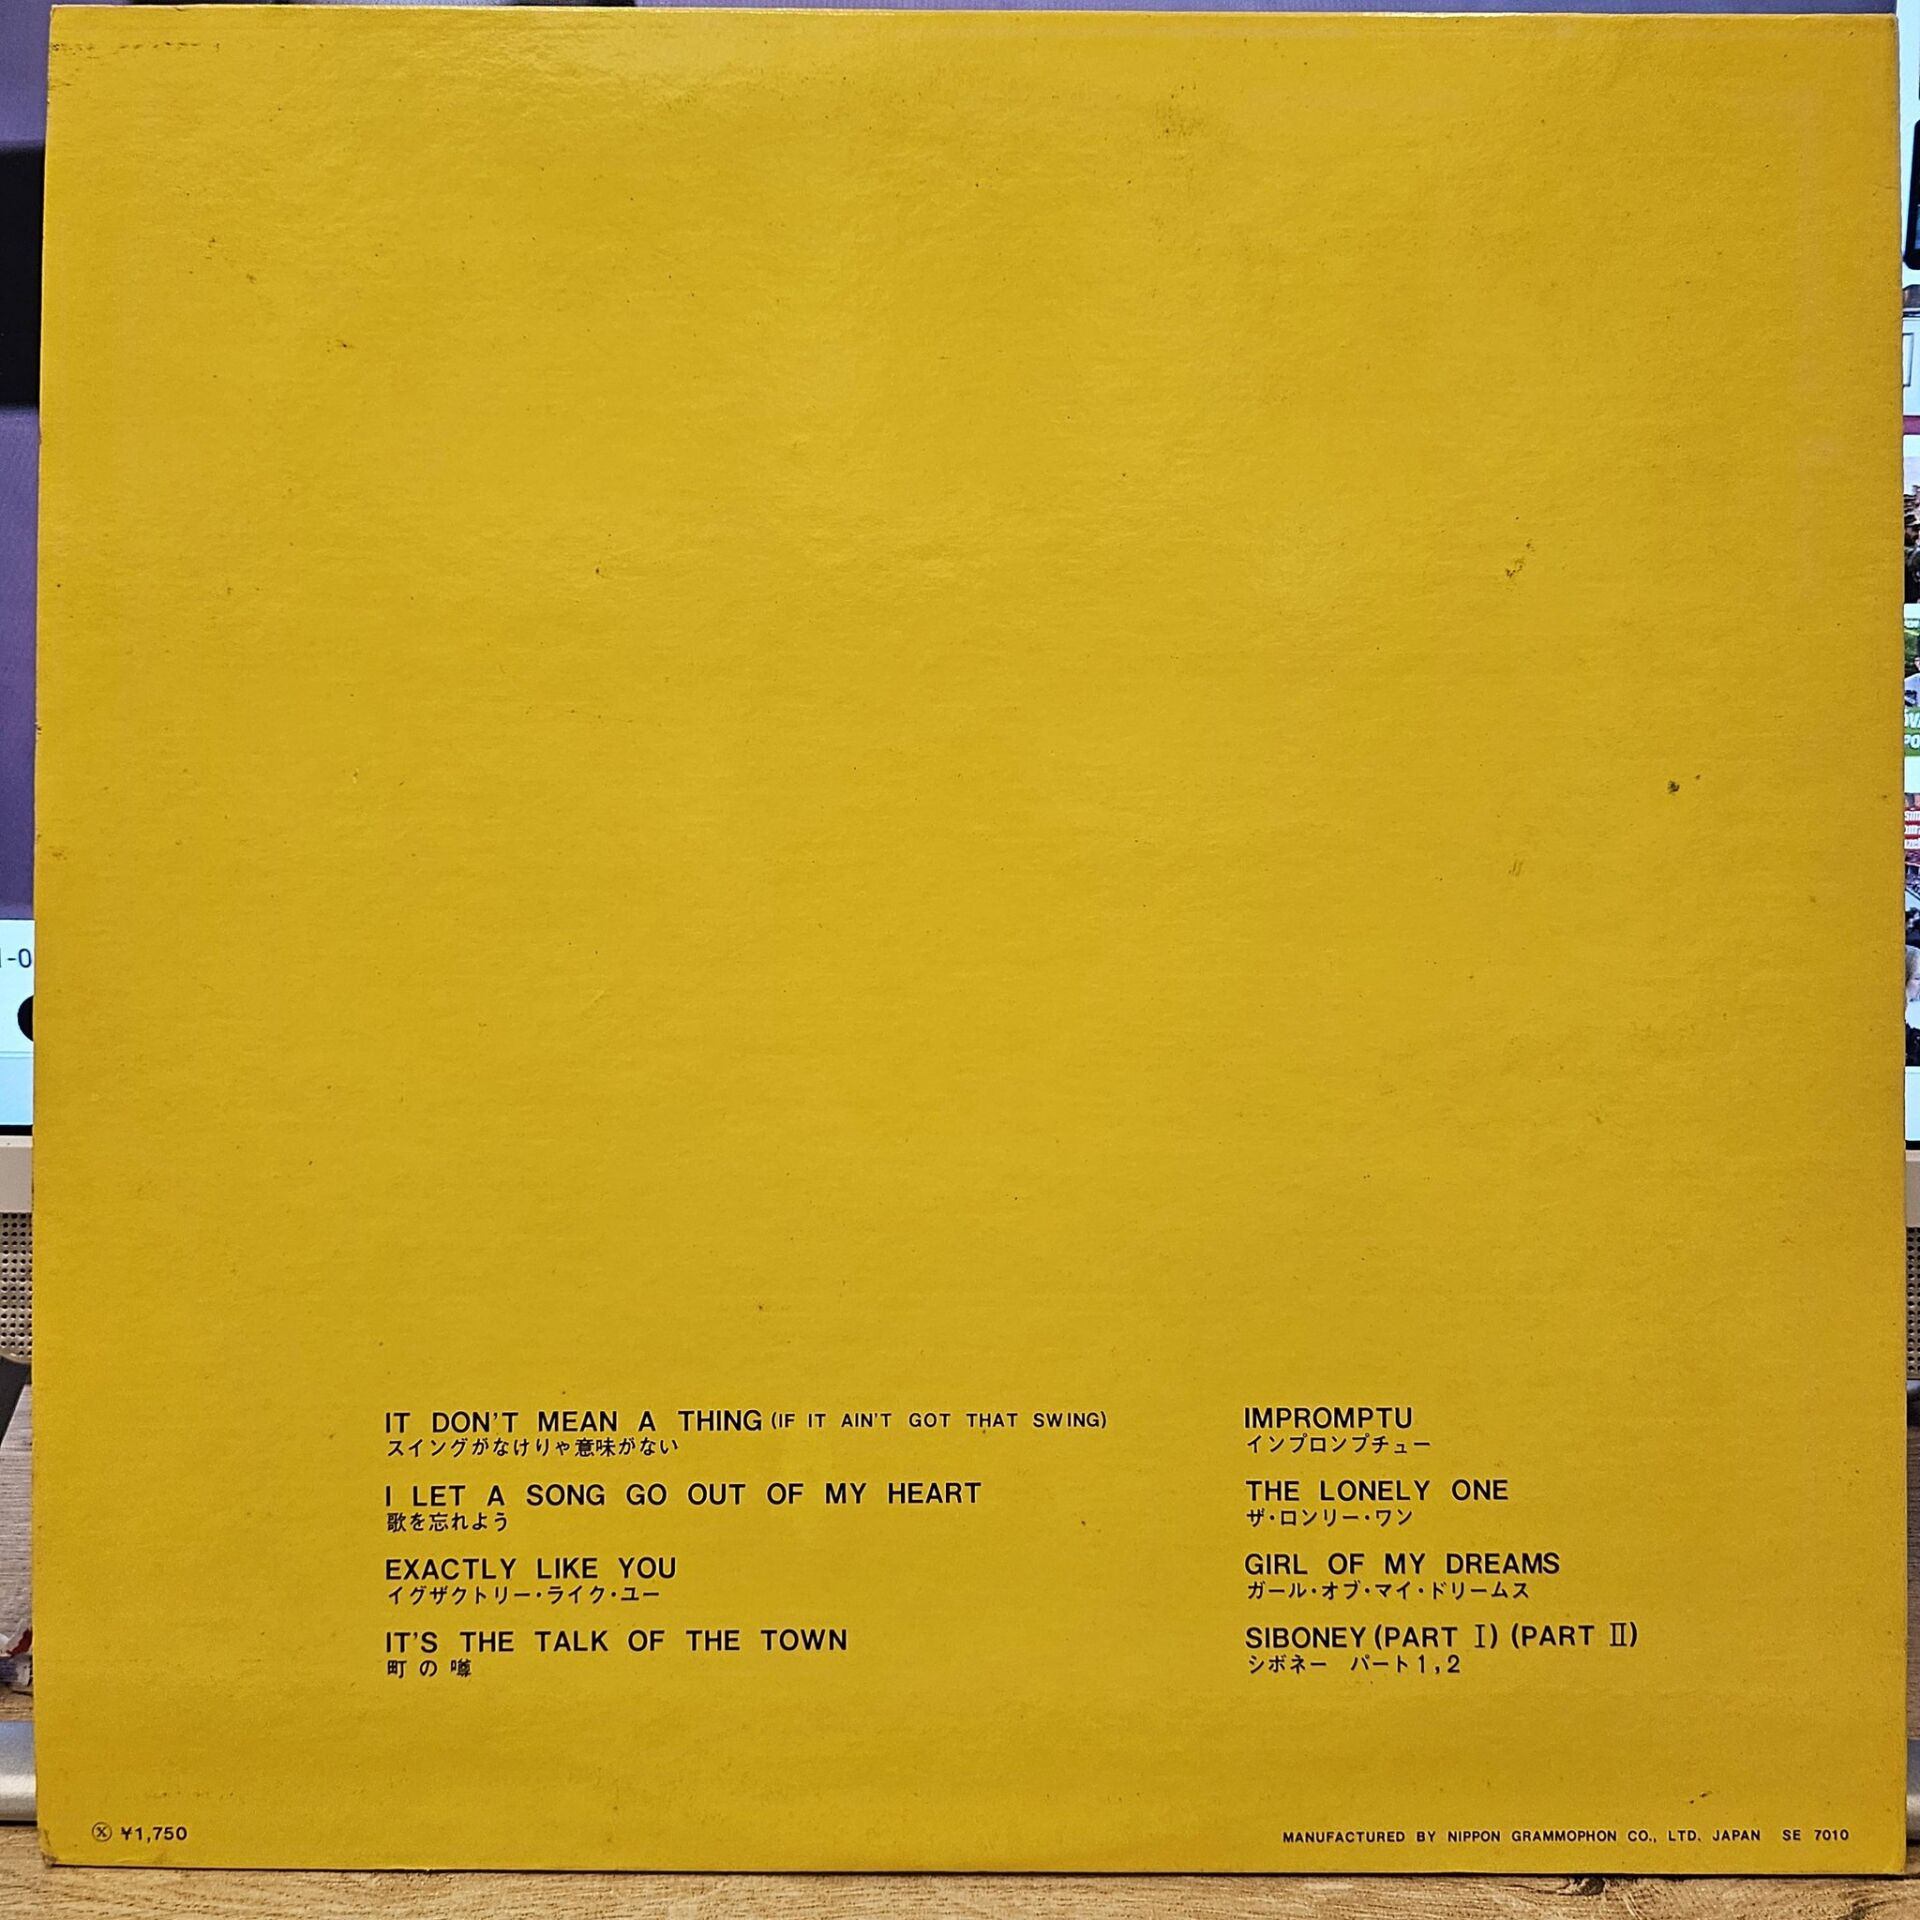 IT DON'T MEAN A THING (IF IT AIN'T GOT THAT SWING)
スイングがなけりゃ意味がない
I LET A SONG GO OUT OF MY HEART
歌を忘れよう
EXACTLY LIKE YOU
イグザクトリー・ライク・ユー
IT'S THE TALK OF THE TOWN
町の噂
IMPROMPTU
インプロンプチュー
THE LONELY ONE
ザ・ロンリー・ワン
GIRL OF MY DREAMS
ガール・オブ・マイ・ドリームス
SIBONEY (PART Ⅰ) (PART Ⅱ)
シボネー パート1,2
Ⓧ ¥1,750
MANUFACTURED BY NIPPON GRAMMOPHON CO., LTD. JAPAN SE 7010